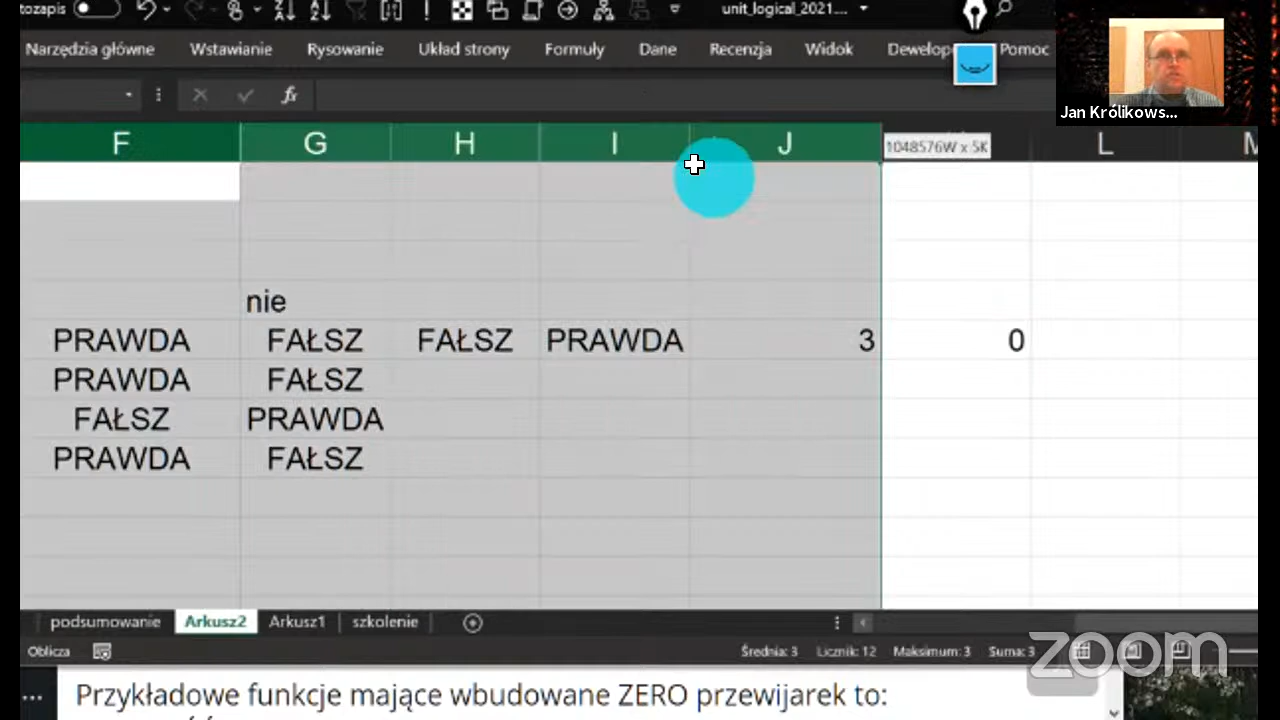 tozapis
unit_logical_2021....
Narzędzia główne Wstawianie Rysowanie Układ strony Formuły Dane Recenzja Widok Dewelop Pomoc
fx
Jan Królikows...
F G H I J 1048576W x 5K L M
nie
PRAWDA FAŁSZ FAŁSZ PRAWDA 3 0
PRAWDA FAŁSZ
FAŁSZ PRAWDA
PRAWDA FAŁSZ
podsumowanie Arkusz2 Arkusz1 szkolenie
Oblicza Średnia: 3 Licznik: 12 Maksimum: 3 Suma: 3
zoom
Przykładowe funkcje mające wbudowane ZERO przewijarek to: